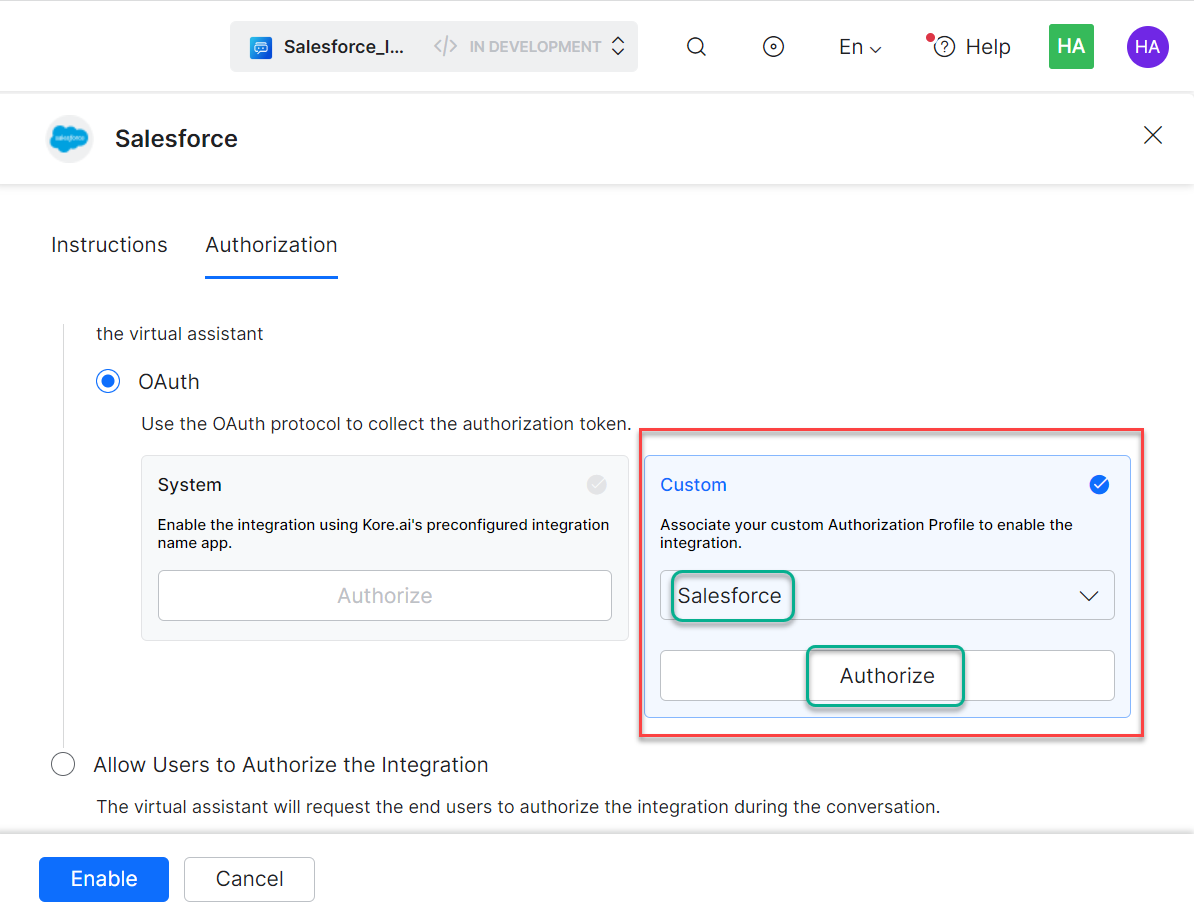 Salesforce_I... </> IN DEVELOPMENT En Help HA HA
salesforce Salesforce
Instructions Authorization
the virtual assistant
OAuth
Use the OAuth protocol to collect the authorization token.
System
Enable the integration using Kore.ai's preconfigured integration
name app.
Authorize
Custom
Associate your custom Authorization Profile to enable the
integration.
Salesforce
Authorize
Allow Users to Authorize the Integration
The virtual assistant will request the end users to authorize the integration during the conversation.
Enable Cancel